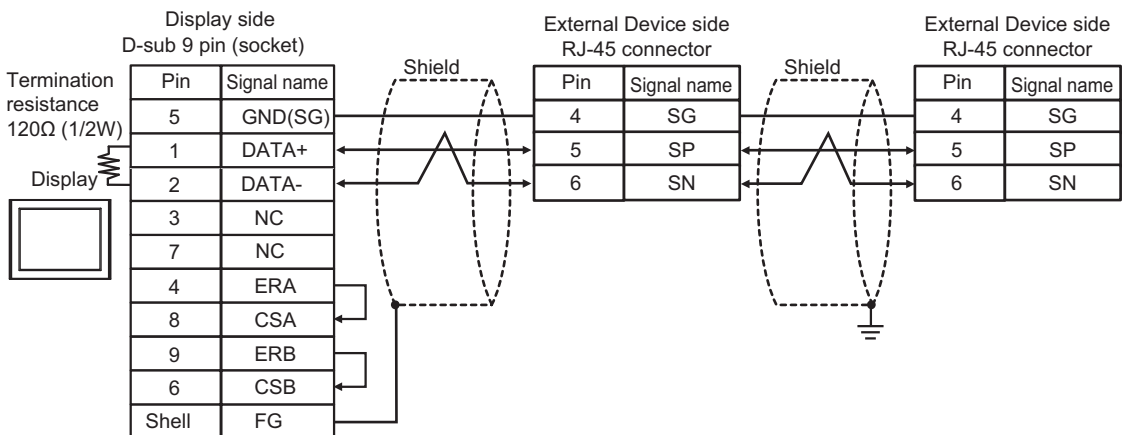 Display side
D-sub 9 pin (socket)
External Device side
RJ-45 connector
External Device side
RJ-45 connector
Termination
resistance
120Ω (1/2W)
Display
Shield
Shield
Pin Signal name
5 GND(SG)
1 DATA+
2 DATA-
3 NC
7 NC
4 ERA
8 CSA
9 ERB
6 CSB
Shell FG
Pin Signal name
4 SG
5 SP
6 SN
Pin Signal name
4 SG
5 SP
6 SN